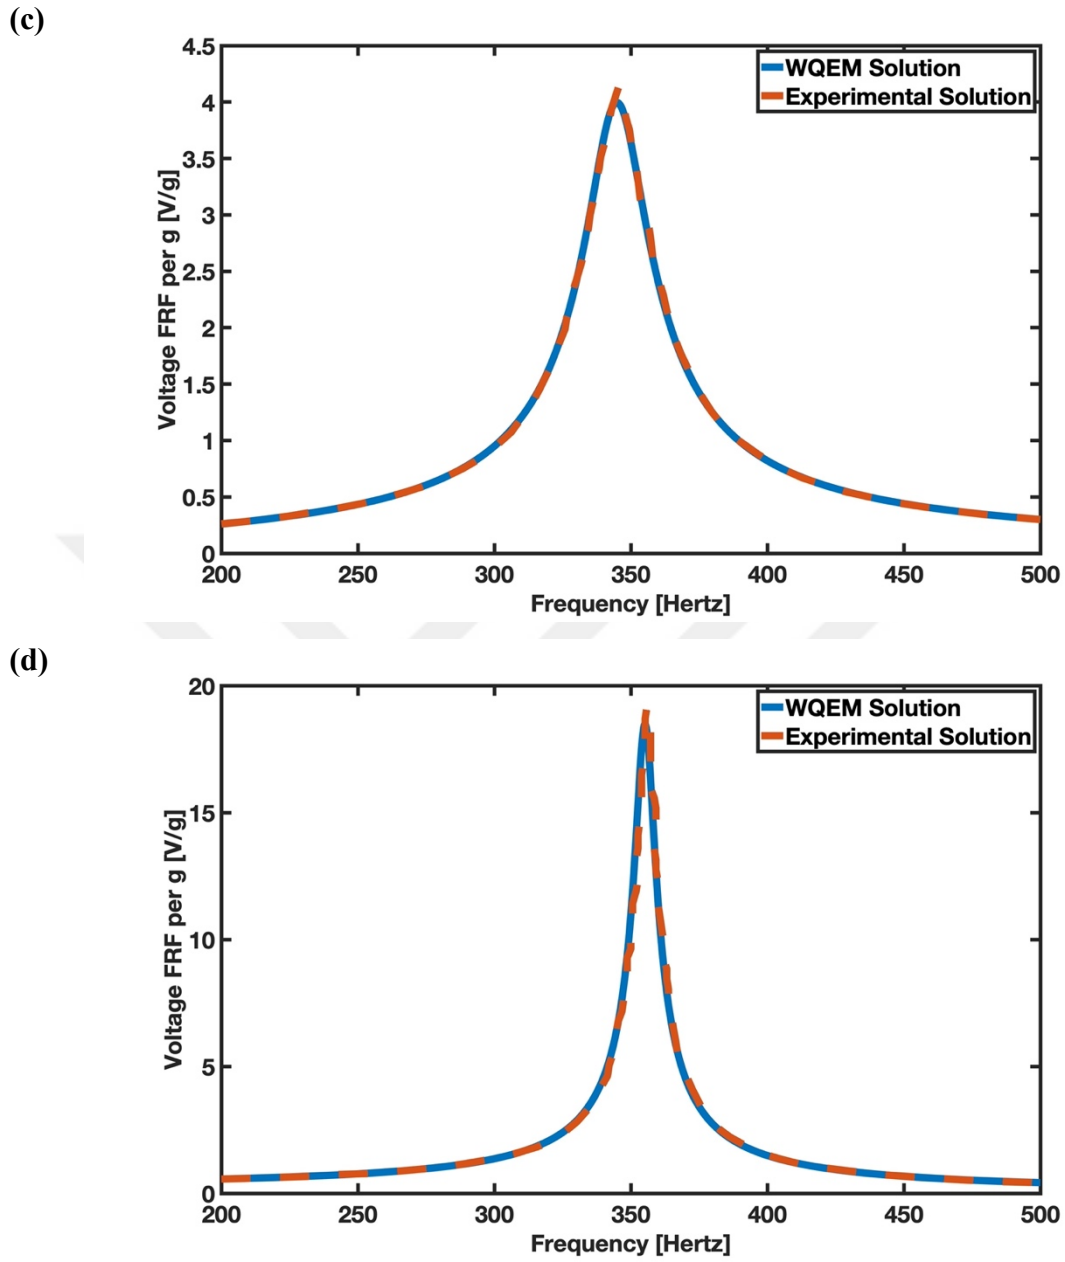 (c)
4.5
4
3.5
3
2.5
2
1.5
1
0.5
0
Voltage FRF per g [V/g]
WQEM Solution
Experimental Solution
200 250 300 350 400 450 500
Frequency [Hertz]
(d)
20
15
10
5
0
Voltage FRF per g [V/g]
WQEM Solution
Experimental Solution
200 250 300 350 400 450 500
Frequency [Hertz]